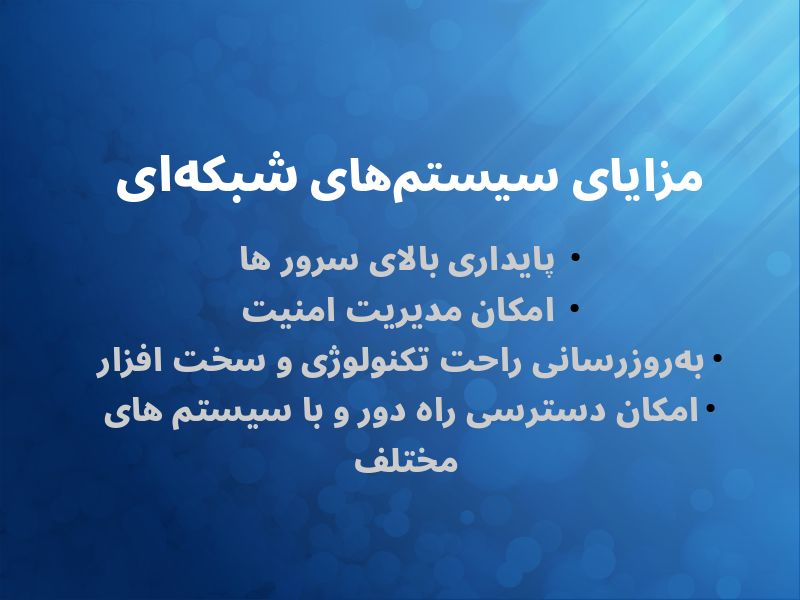 مزایای سیستم‌های شبکه‌ای
• پایداری بالای سرور ها
• امکان مدیریت امنیت
• به‌روزرسانی راحت تکنولوژی و سخت افزار
• امکان دسترسی راه دور و با سیستم های
مختلف